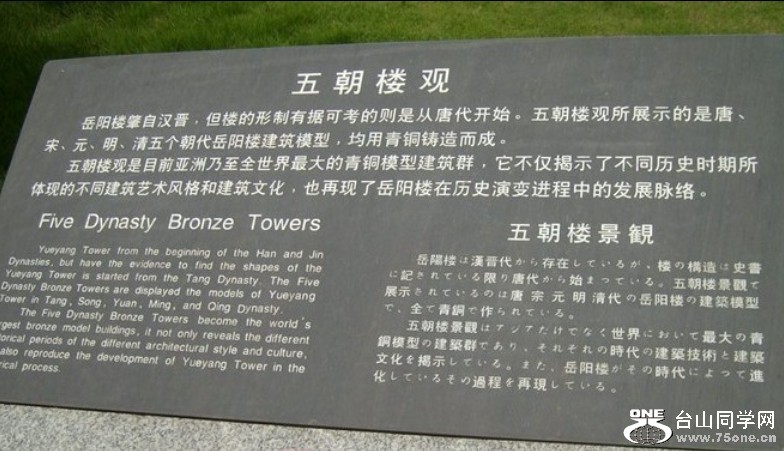 五朝楼观
岳阳楼肇自汉晋，但楼的形制有据可考的则是从唐代开始。五朝楼观所展示的是唐、
宋、元、明、清五个朝代岳阳楼建筑模型，均用青铜铸造而成。
五朝楼观是目前亚洲乃至全世界最大的青铜模型建筑群，它不仅揭示了不同历史时期所
体现的不同建筑艺术风格和建筑文化，也再现了岳阳楼在历史演变进程中的发展脉络。
Five Dynasty Bronze Towers
Yueyang Tower from the beginning of the Han and Jin
Dynasties, but have the evidence to find the shapes of the
Yueyang Tower is started from the Tang Dynasty. The Five
Dynasty Bronze Towers are displayed the models of Yueyang
Tower in Tang, Song, Yuan, Ming, and Qing Dynasty.
The Five Dynasty Bronze Towers become the world's
rgest bronze model buildings, it not only reveals the different
torical periods of the different architectural style and culture,
also reproduce the development of Yueyang Tower in the
rical process.
五朝楼景観
岳陽楼は漢晋代から存在しているが、楼の構造は史書
に記されている限り唐代から始まっている。五朝楼景観で
展示されているのは唐 宗 元 明 清代の岳阳楼の建築模型
で、全て青銅で作られている。
五朝楼景観はアジアだけでなく世界において最大の青
銅模型の建築群であり、それそれの時代の建築技術と建築
文化を掲示している。また、岳阳楼がその時代によつて進
化しているその過程を再現している。
ONE
台山同学网
www.75one.cn